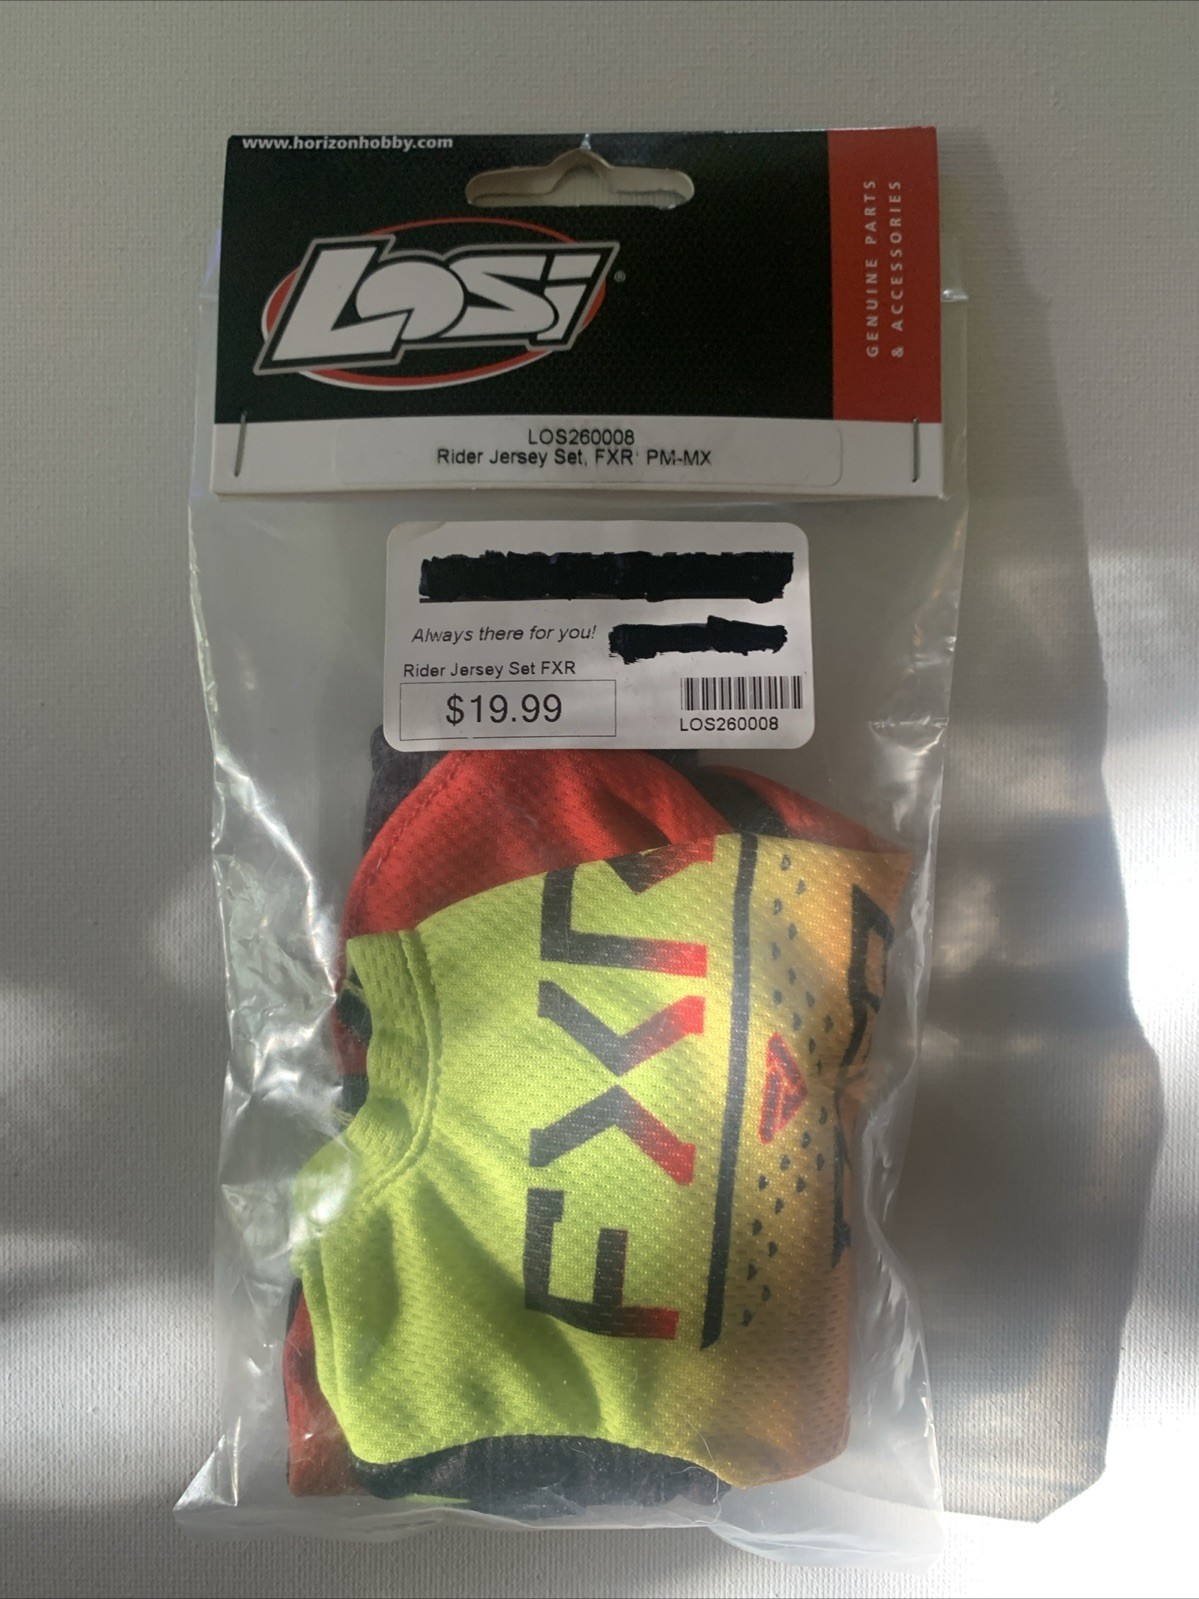 www.horizonhobby.com
LOSI®
GENUINE PARTS
& ACCESSORIES
LOS260008
Rider Jersey Set, FXR: PM-MX
Always there for you!
Rider Jersey Set FXR
$19.99
LOS260008
FXR